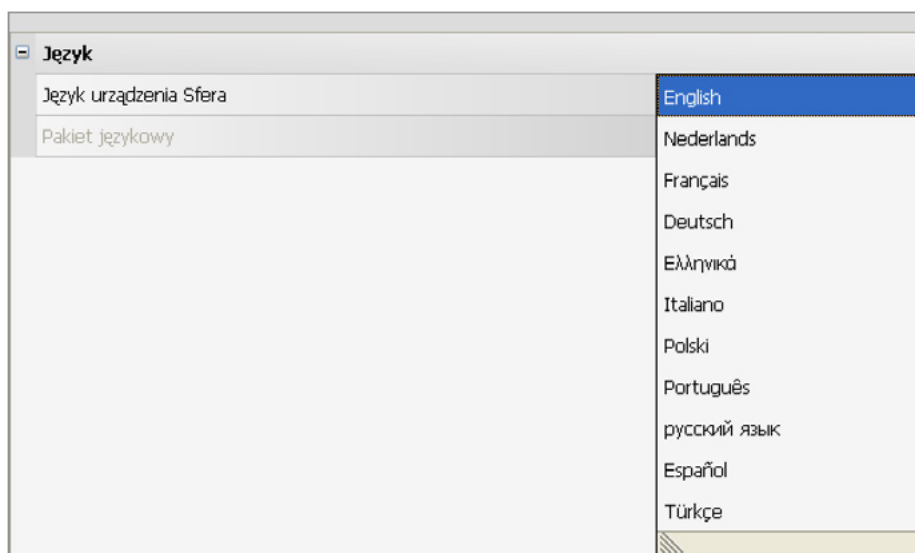 Język
Język urządzenia Sfera
Pakiet językowy
English
Nederlands
Français
Deutsch
Ελληνικά
Italiano
Polski
Português
русский язык
Español
Türkçe